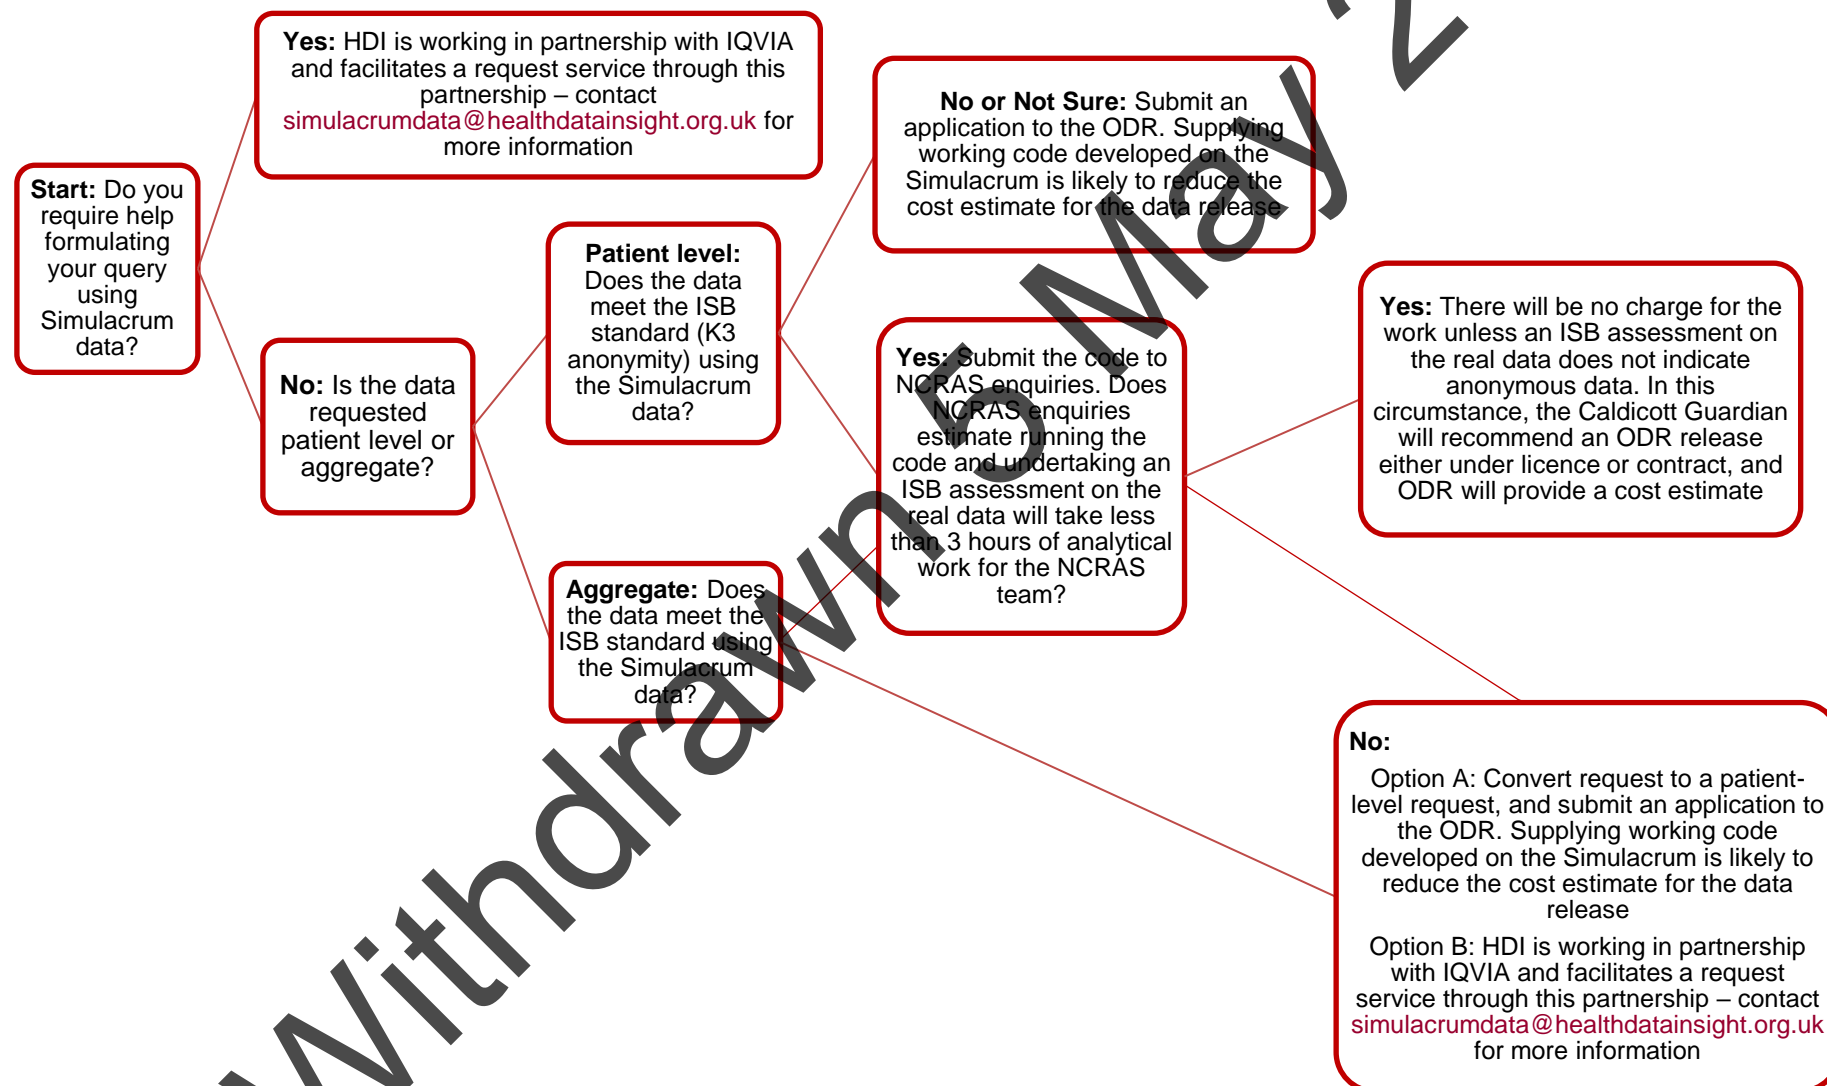 Start: Do you
require help
formulating
your query
using
Simulacrum
data?
Yes: HDI is working in partnership with IQVIA
and facilitates a request service through this
partnership – contact
simulacrumdata@healthdatainsight.org.uk for
more information
No: Is the data
requested
patient level or
aggregate?
Patient level:
Does the data
meet the ISB
standard (K3
anonymity) using
the Simulacrum
data?
Aggregate: Does
the data meet the
ISB standard using
the Simulacrum
data?
No or Not Sure: Submit an
application to the ODR. Supplying
working code developed on the
Simulacrum is likely to reduce the
cost estimate for the data release
Yes: Submit the code to
NCRAS enquiries. Does
NCRAS enquiries
estimate running the
code and undertaking an
ISB assessment on the
real data will take less
than 3 hours of analytical
work for the NCRAS
team?
Yes: There will be no charge for the
work unless an ISB assessment on
the real data does not indicate
anonymous data. In this
circumstance, the Caldicott Guardian
will recommend an ODR release
either under licence or contract, and
ODR will provide a cost estimate
No:
Option A: Convert request to a patient-
level request, and submit an application to
the ODR. Supplying working code
developed on the Simulacrum is likely to
reduce the cost estimate for the data
release
Option B: HDI is working in partnership
with IQVIA and facilitates a request
service through this partnership – contact
simulacrumdata@healthdatainsight.org.uk
for more information
Withdrawn 5 May 2